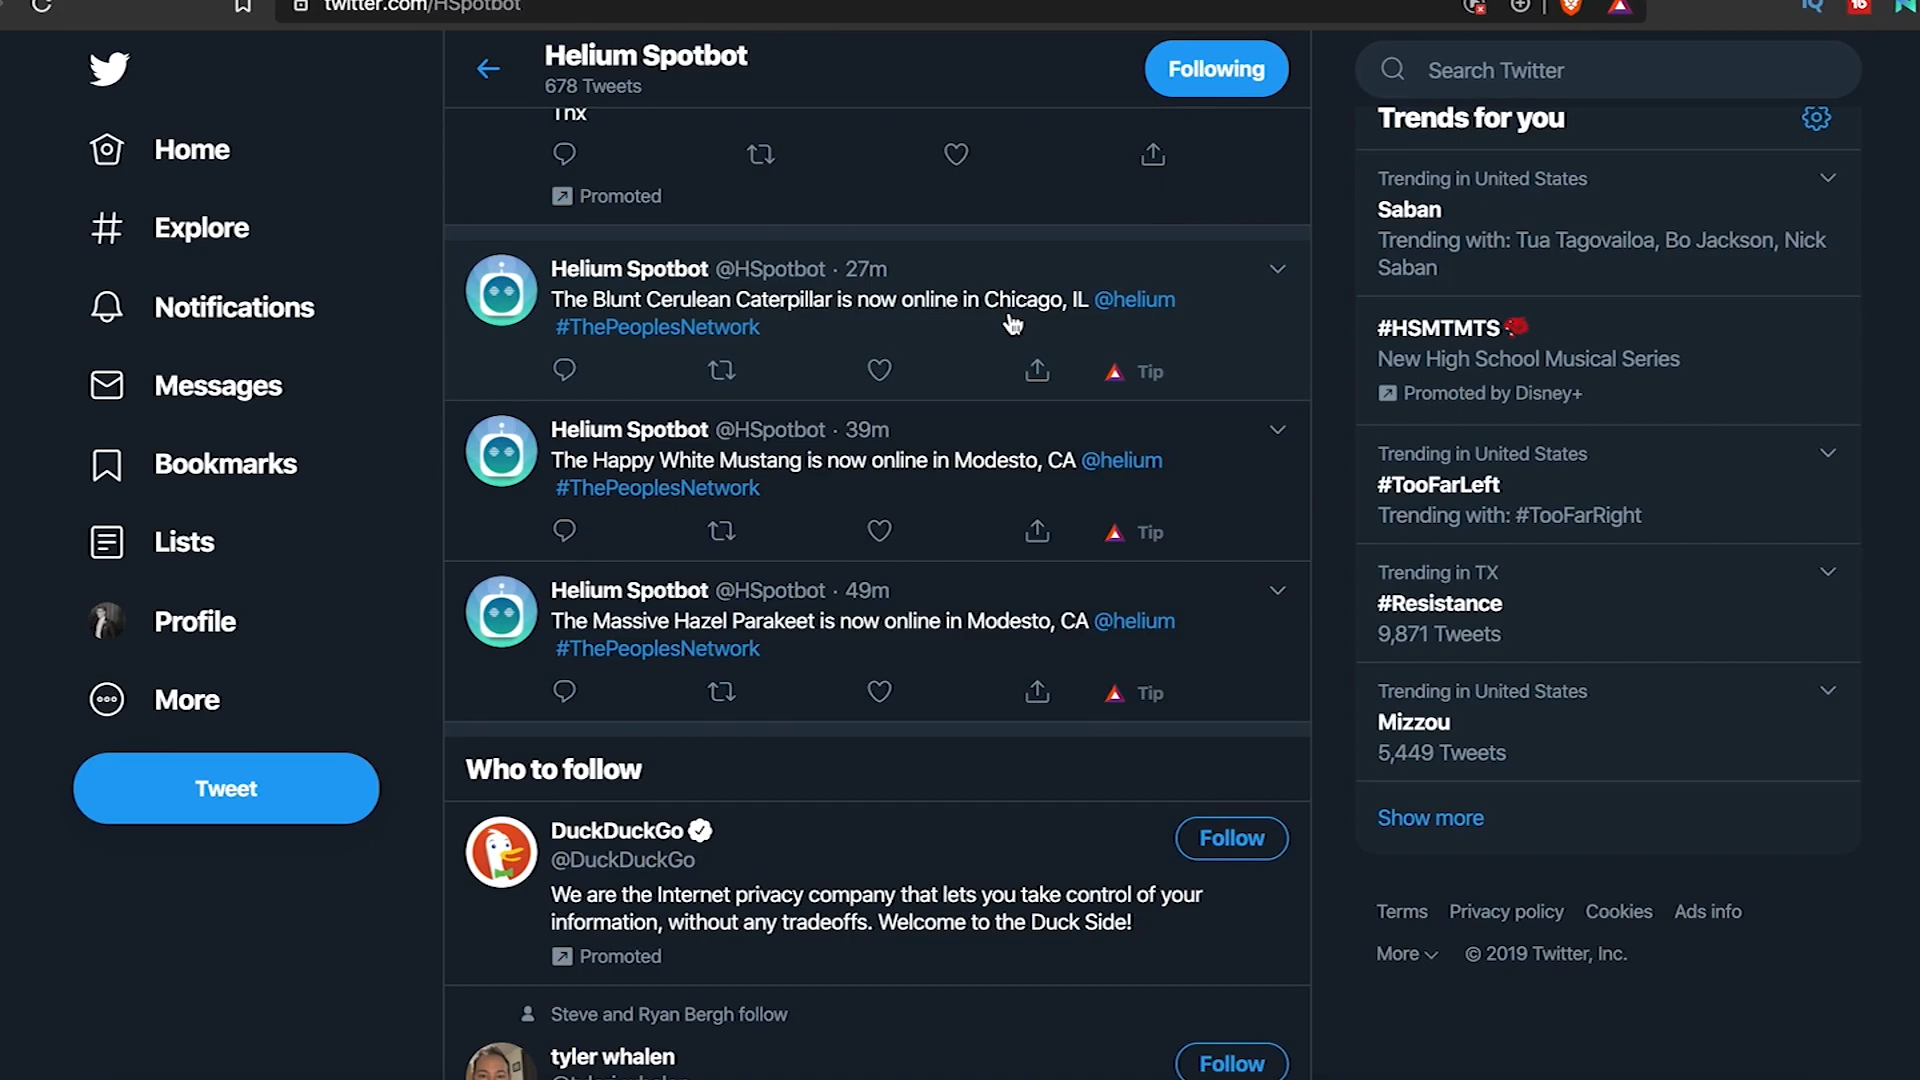 twitter.com/HSpotbot
16
Home
Explore
Notifications
Messages
Bookmarks
Lists
Profile
More
Tweet
Helium Spotbot
678 Tweets
Following
Thx
Promoted
Helium Spotbot @HSpotbot · 27m
The Blunt Cerulean Caterpillar is now online in Chicago, IL @helium
#ThePeoplesNetwork
Tip
Helium Spotbot @HSpotbot · 39m
The Happy White Mustang is now online in Modesto, CA @helium
#ThePeoplesNetwork
Tip
Helium Spotbot @HSpotbot · 49m
The Massive Hazel Parakeet is now online in Modesto, CA @helium
#ThePeoplesNetwork
Tip
Who to follow
DuckDuckGo
@DuckDuckGo
Follow
We are the Internet privacy company that lets you take control of your
information, without any tradeoffs. Welcome to the Duck Side!
Promoted
Steve and Ryan Bergh follow
tyler whalen
Follow
Search Twitter
Trends for you
Trending in United States
Saban
Trending with: Tua Tagovailoa, Bo Jackson, Nick
Saban
#HSMTMTS
New High School Musical Series
Promoted by Disney+
Trending in United States
#TooFarLeft
Trending with: #TooFarRight
Trending in TX
#Resistance
9,871 Tweets
Trending in United States
Mizzou
5,449 Tweets
Show more
Terms Privacy policy Cookies Ads info
More © 2019 Twitter, Inc.